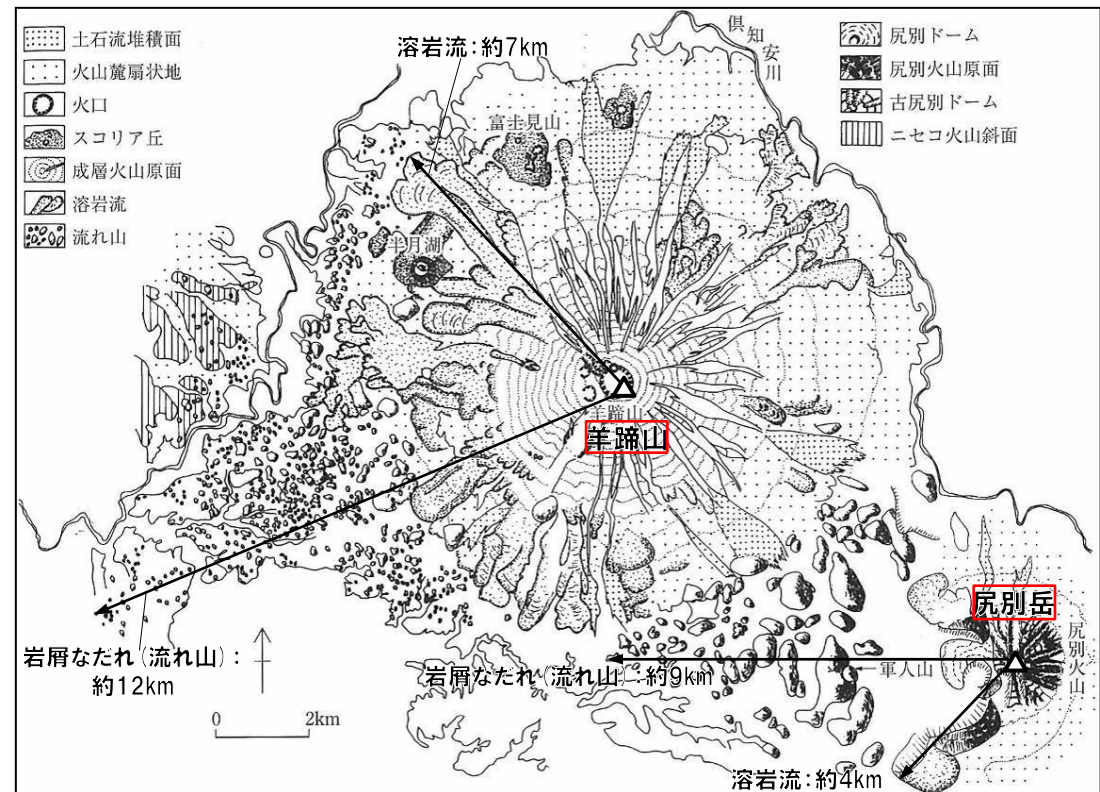 土石流堆積面
火山麓扇状地
火口
スコリア丘
成層火山原面
溶岩流
流れ山
尻別ドーム
尻別火山原面
古尻別ドーム
ニセコ火山斜面
倶知安川
溶岩流：約7km
富士見山
半月湖
羊蹄山
羊蹄山
尻別岳
尻別火山
岩屑なだれ（流れ山）：
約12km
岩屑なだれ（流れ山）：約9km
軍人山
0 2km
溶岩流：約4km